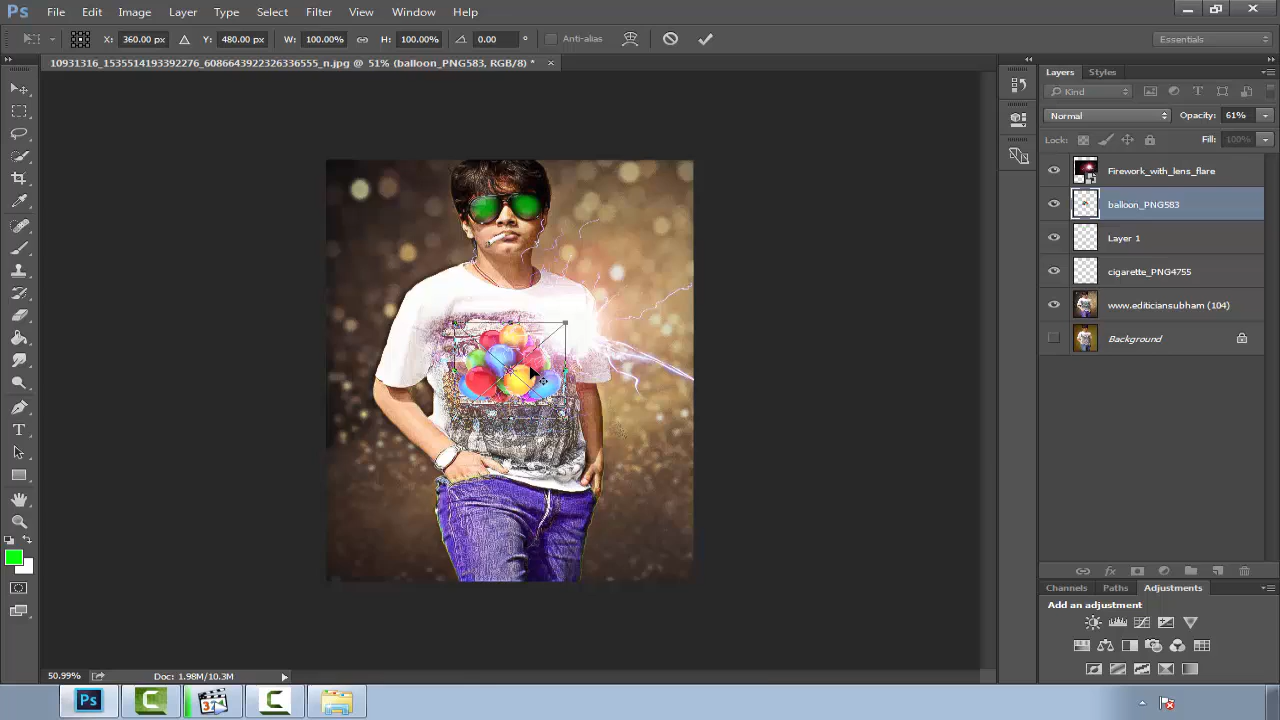 Ps File Edit Image Layer Type Select Filter View Window Help
X: 360.00 px Y: 480.00 px W: 100.00% H: 100.00% 0.00 ° Anti-alias Essentials
10931316_1535514193392276_6086643922326336555_n.jpg @ 51% (balloon_PNG583, RGB/8) * ×
Layers Styles
Kind
Normal Opacity: 61%
Lock: Fill: 100%
Firework_with_lens_flare
balloon_PNG583
Layer 1
cigarette_PNG4755
www.editiciansubham (104)
Background
Channels Paths Adjustments
Add an adjustment
50.99% Doc: 1.98M/10.3M
Ps